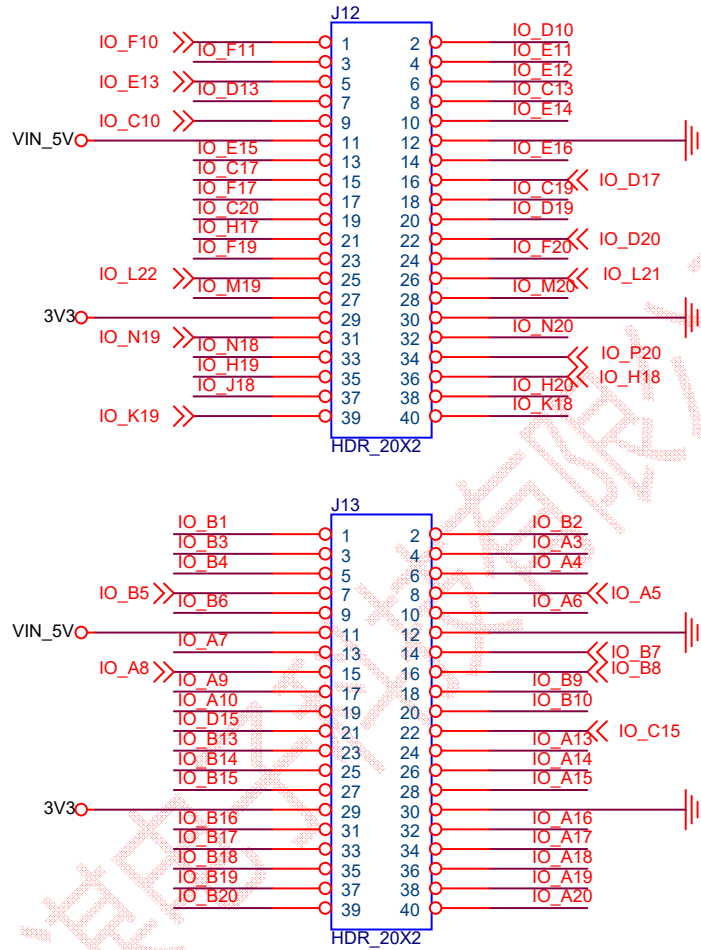 J12
IO_F10 1 2 IO_D10
IO_F11 3 4 IO_E11
IO_E13 5 6 IO_E12
IO_D13 7 8 IO_C13
IO_C10 9 10 IO_E14
VIN_5V 11 12
IO_E15 13 14 IO_E16
IO_C17 15 16 IO_D17
IO_F17 17 18 IO_C19
IO_C20 19 20 IO_D19
IO_H17 21 22 IO_D20
IO_F19 23 24 IO_F20
IO_L22 25 26 IO_L21
IO_M19 27 28 IO_M20
3V3 29 30
IO_N19 31 32 IO_N20
IO_N18 33 34 IO_P20
IO_H19 35 36 IO_H18
IO_J18 37 38 IO_H20
IO_K19 39 40 IO_K18
HDR_20X2
J13
IO_B1 1 2 IO_B2
IO_B3 3 4 IO_A3
IO_B4 5 6 IO_A4
IO_B5 7 8 IO_A5
IO_B6 9 10 IO_A6
VIN_5V 11 12
IO_A7 13 14 IO_B7
IO_A8 15 16 IO_B8
IO_A9 17 18 IO_B9
IO_A10 19 20 IO_B10
IO_D15 21 22 IO_C15
IO_B13 23 24 IO_A13
IO_B14 25 26 IO_A14
IO_B15 27 28 IO_A15
3V3 29 30
IO_B16 31 32 IO_A16
IO_B17 33 34 IO_A17
IO_B18 35 36 IO_A18
IO_B19 37 38 IO_A19
IO_B20 39 40 IO_A20
HDR_20X2